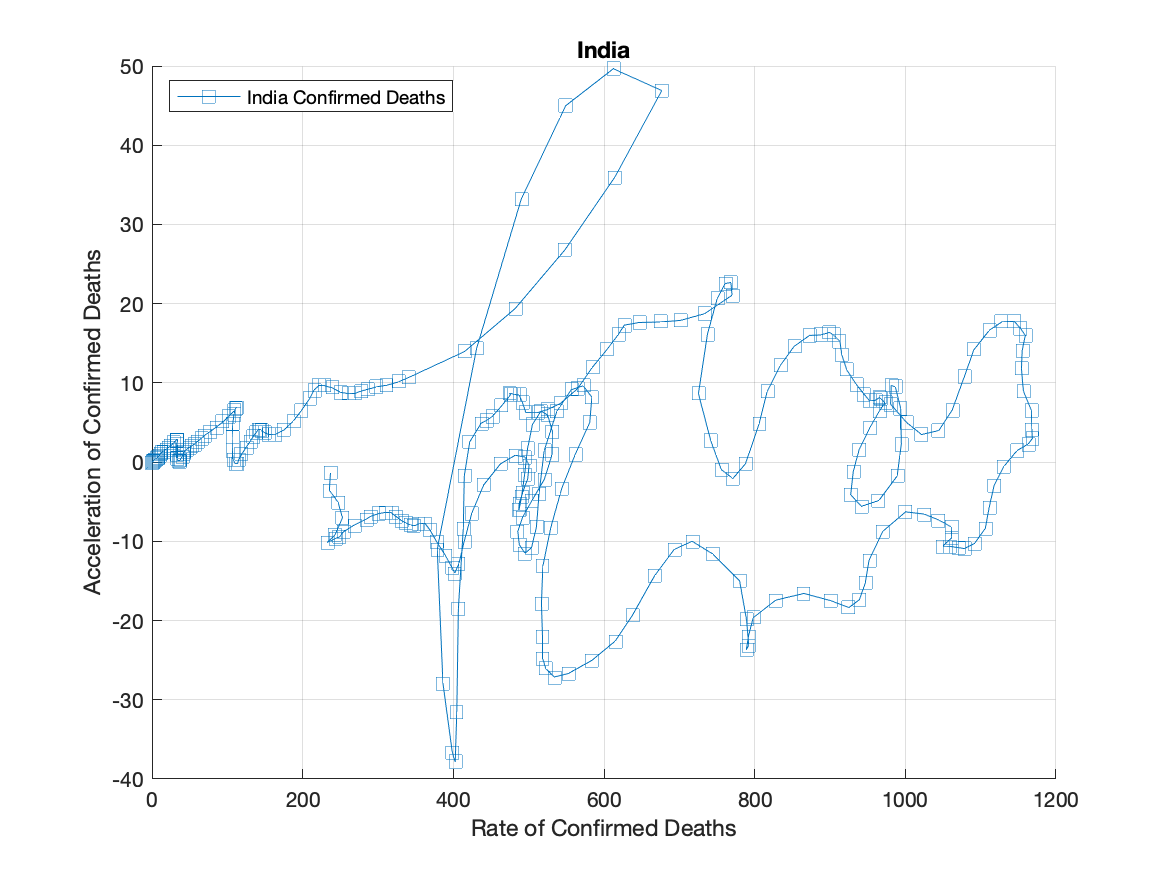 India
India Confirmed Deaths
Acceleration of Confirmed Deaths
50
40
30
20
10
0
-10
-20
-30
-40
0 200 400 600 800 1000 1200
Rate of Confirmed Deaths